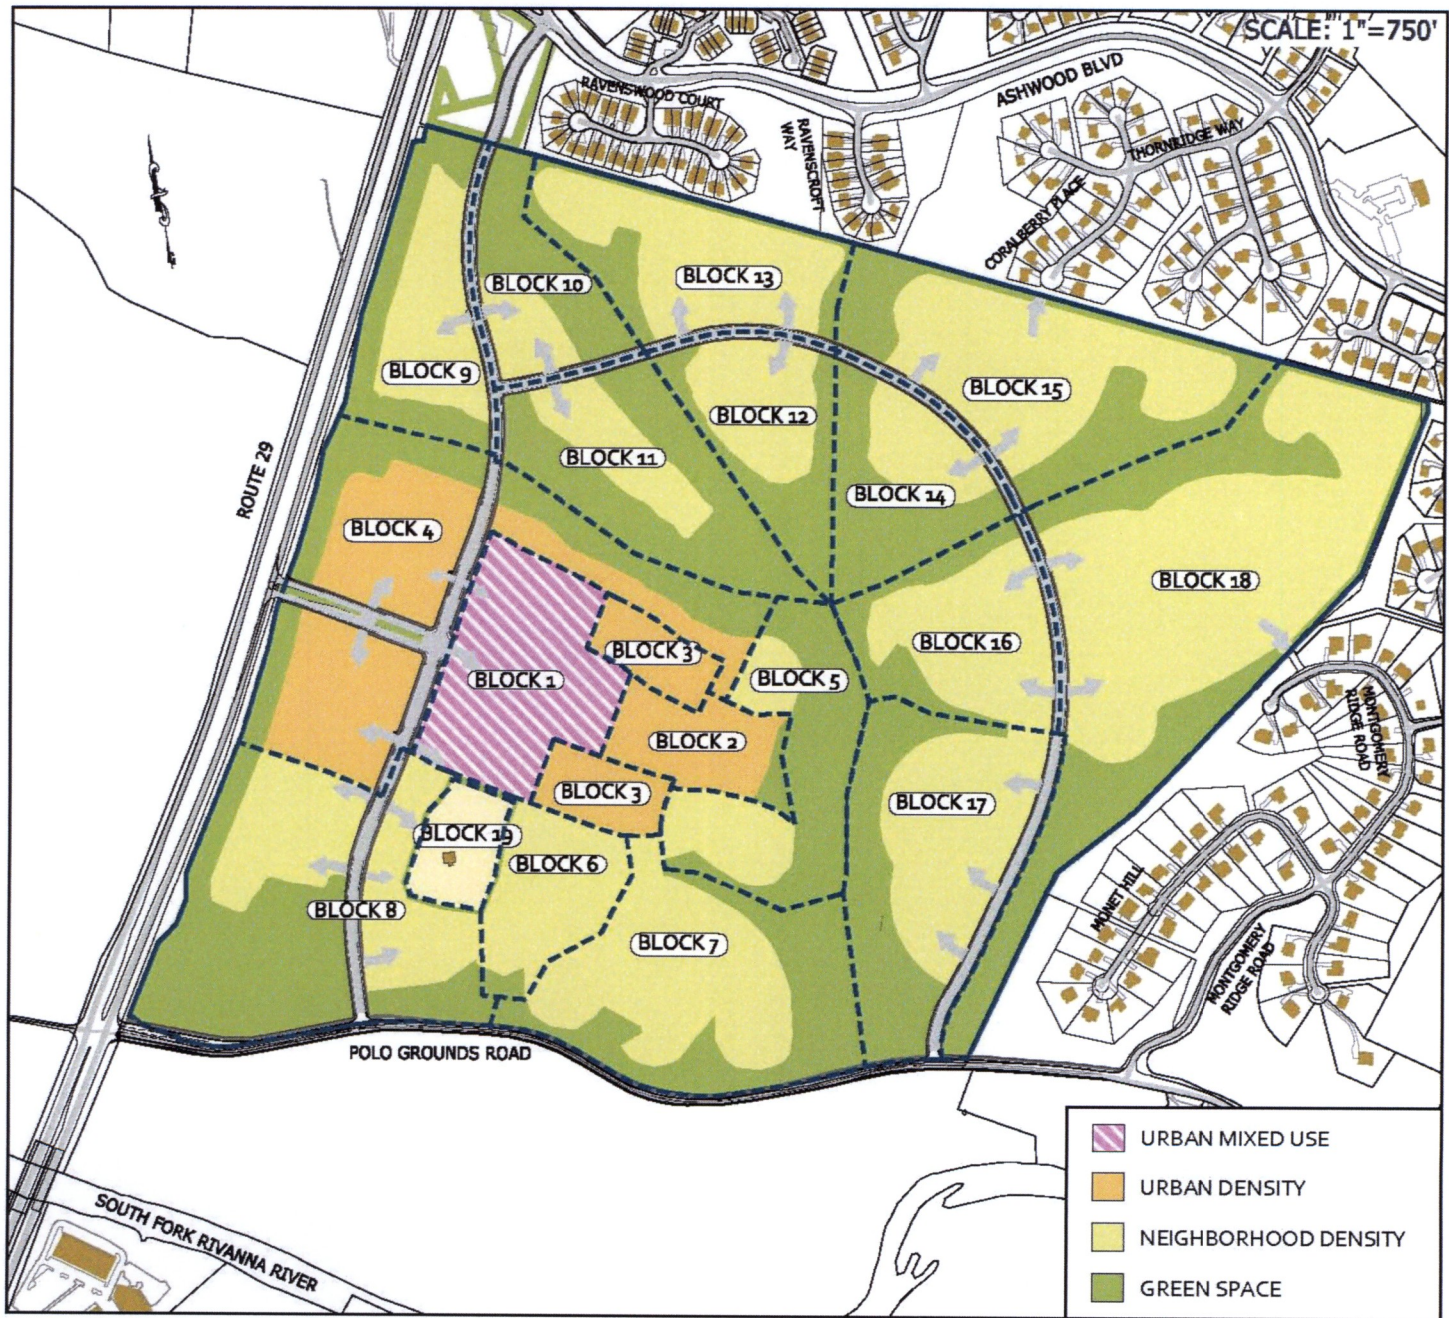 SCALE: 1"=750'
ASHWOOD BLVD
RAVENSWOOD COURT
RAVENSCROFT
WAY
THORNRIDGE WAY
CORALBERRY PLACE
BLOCK 13
BLOCK 10
BLOCK 9
BLOCK 15
BLOCK 12
BLOCK 11
BLOCK 14
ROUTE 29
BLOCK 4
BLOCK 18
BLOCK 3
BLOCK 16
BLOCK 1
BLOCK 5
MONTGOMERY
RIDGE ROAD
BLOCK 2
BLOCK 3
BLOCK 17
BLOCK 19
BLOCK 6
BLOCK 8
BLOCK 7
MONET HILL
MONTGOMERY
RIDGE ROAD
POLO GROUNDS ROAD
SOUTH FORK RIVANNA RIVER
URBAN MIXED USE
URBAN DENSITY
NEIGHBORHOOD DENSITY
GREEN SPACE